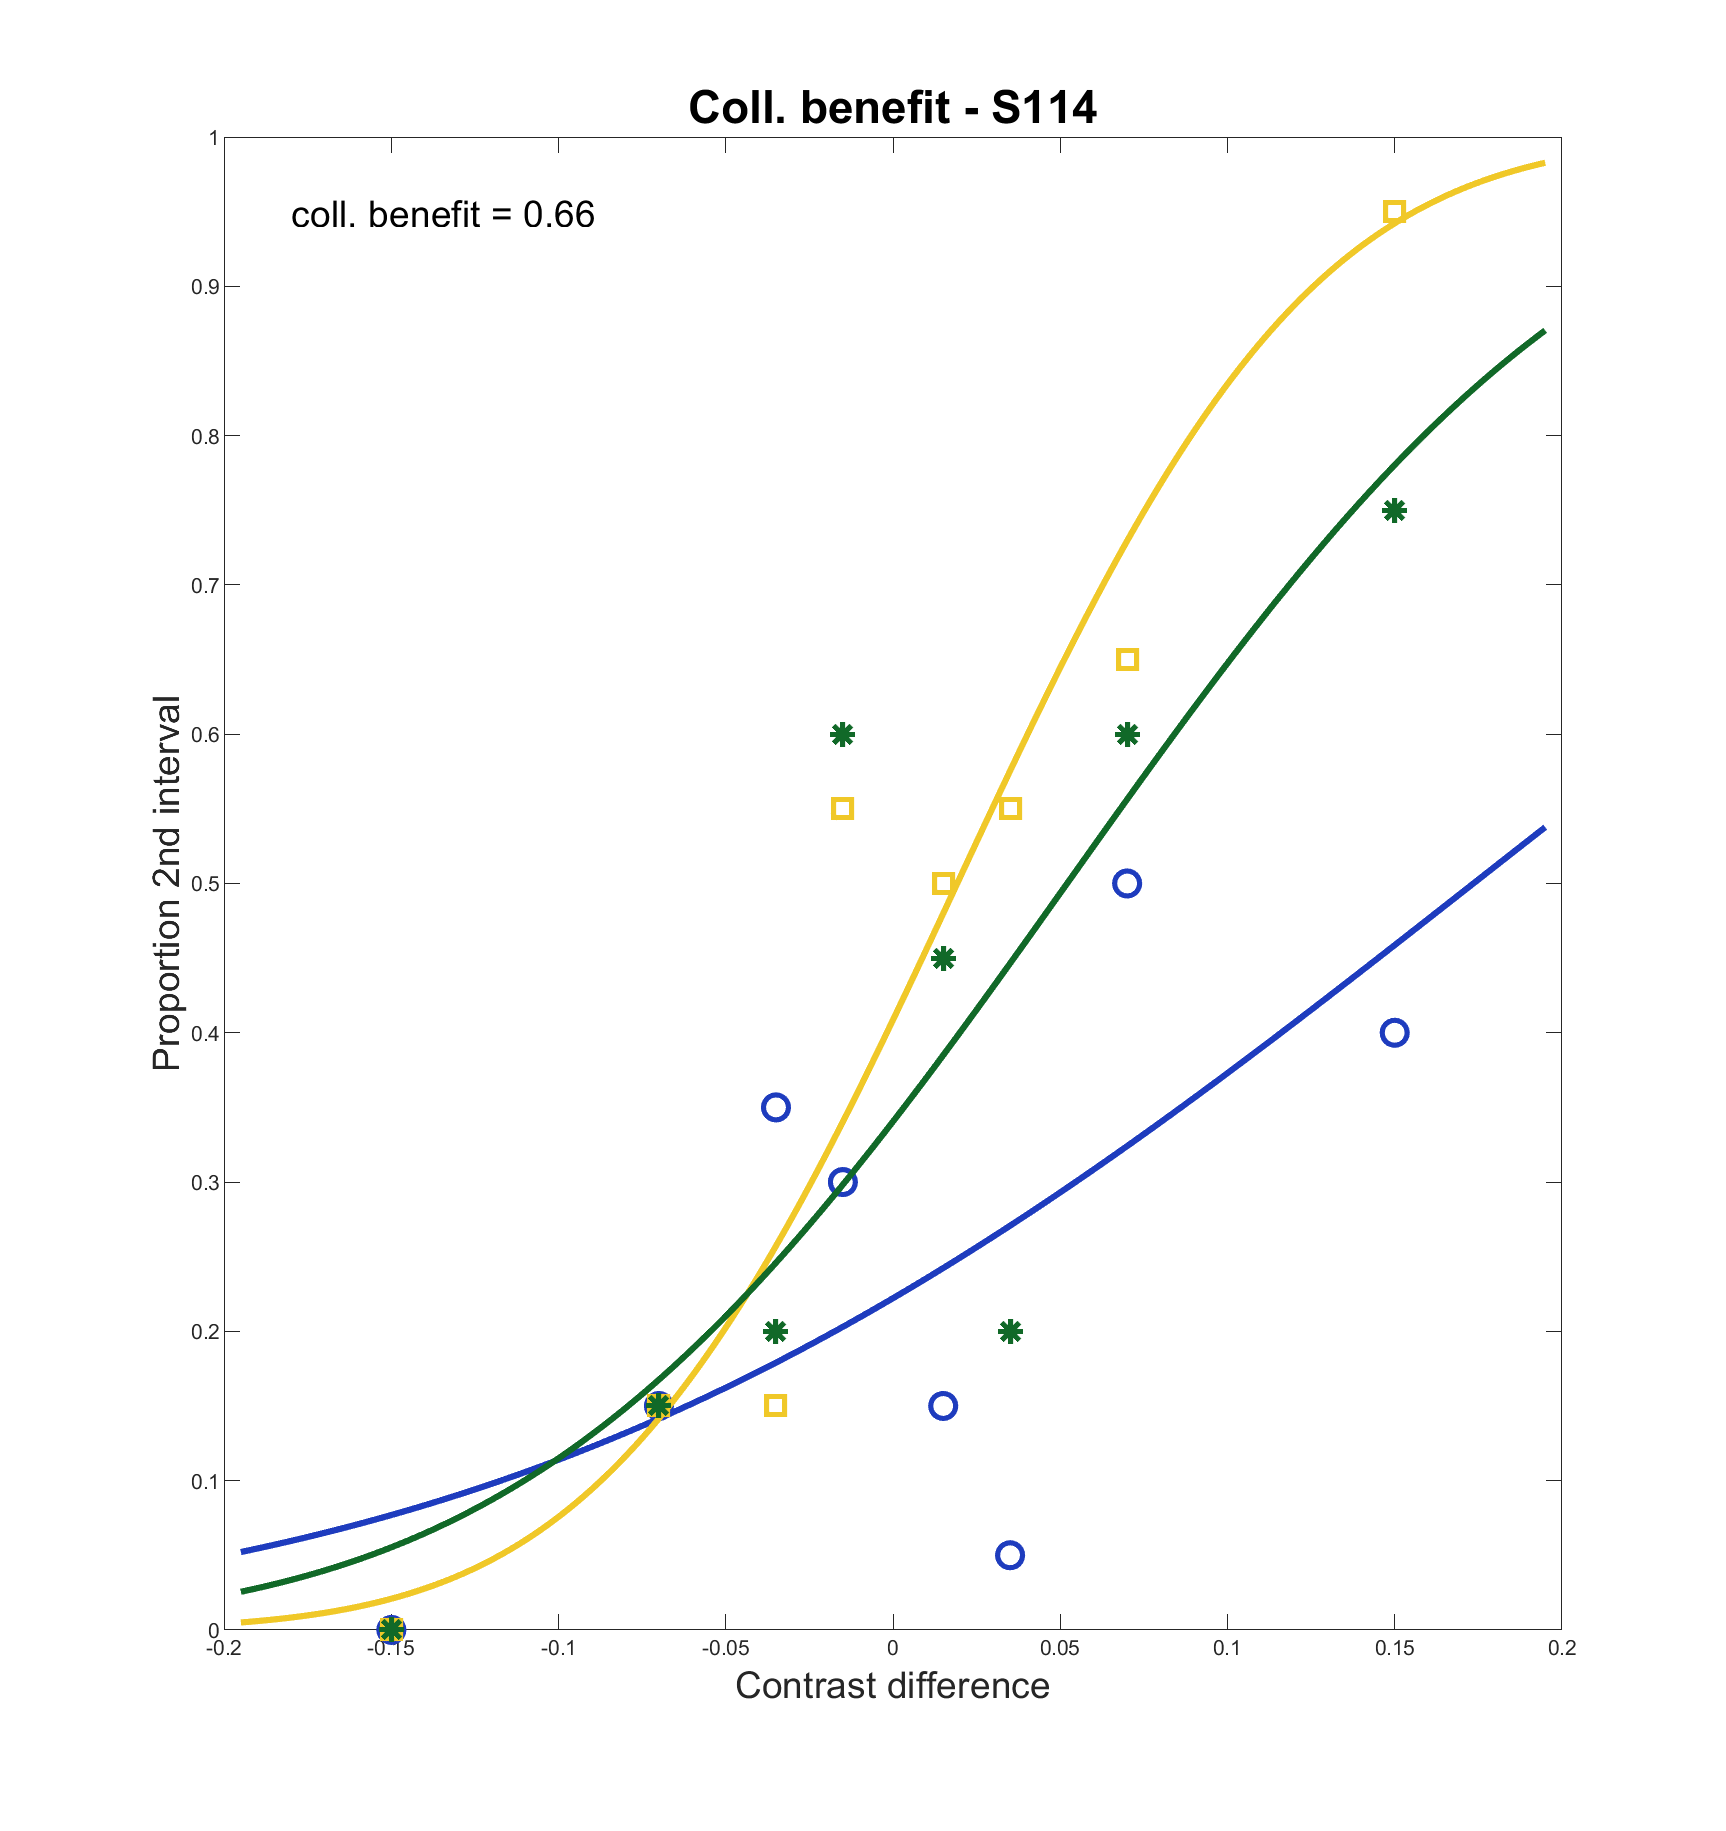 Coll. benefit - S114
coll. benefit = 0.66
1
0.9
0.8
0.7
0.6
0.5
0.4
0.3
0.2
0.1
0
Proportion 2nd interval
-0.2 -0.15 -0.1 -0.05 0 0.05 0.1 0.15 0.2
Contrast difference